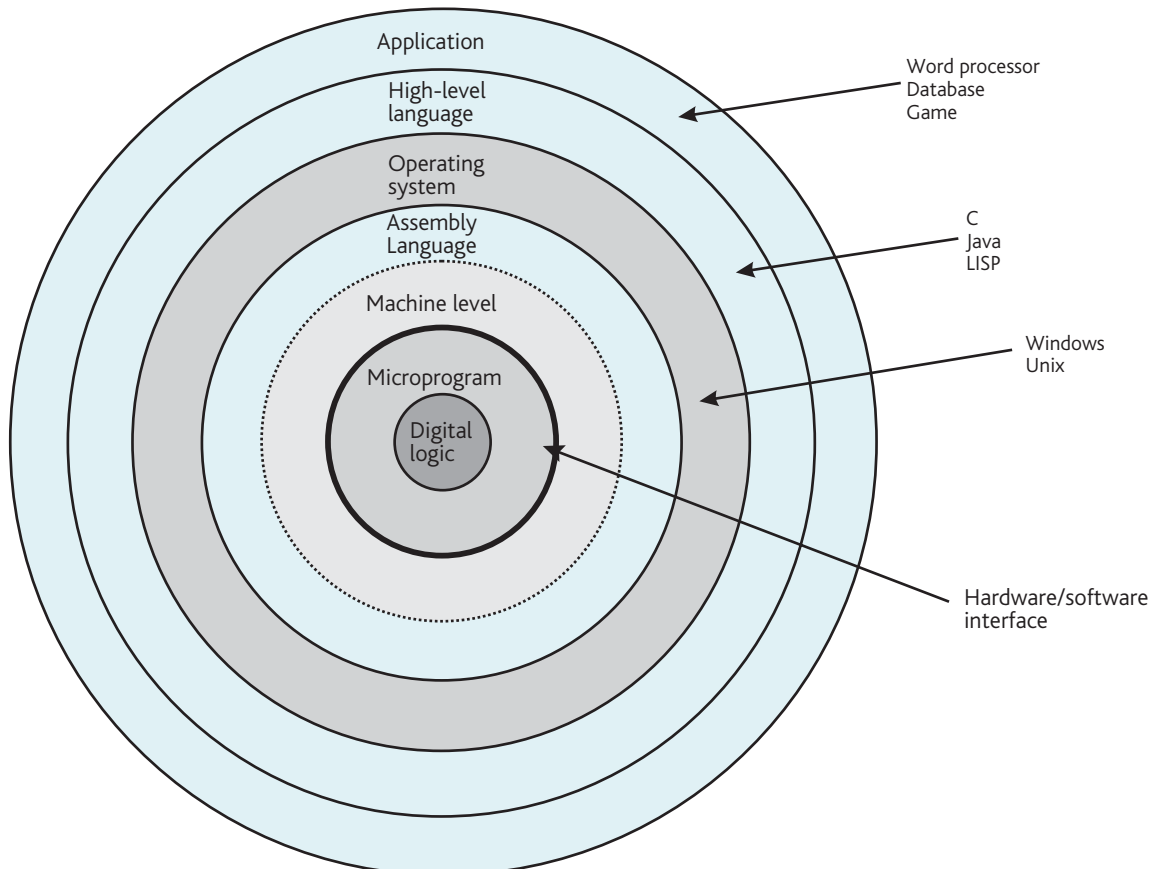 Application
High-level
language
Operating
system
Assembly
Language
Machine level
Microprogram
Digital
logic
Word processor
Database
Game
C
Java
LISP
Windows
Unix
Hardware/software
interface